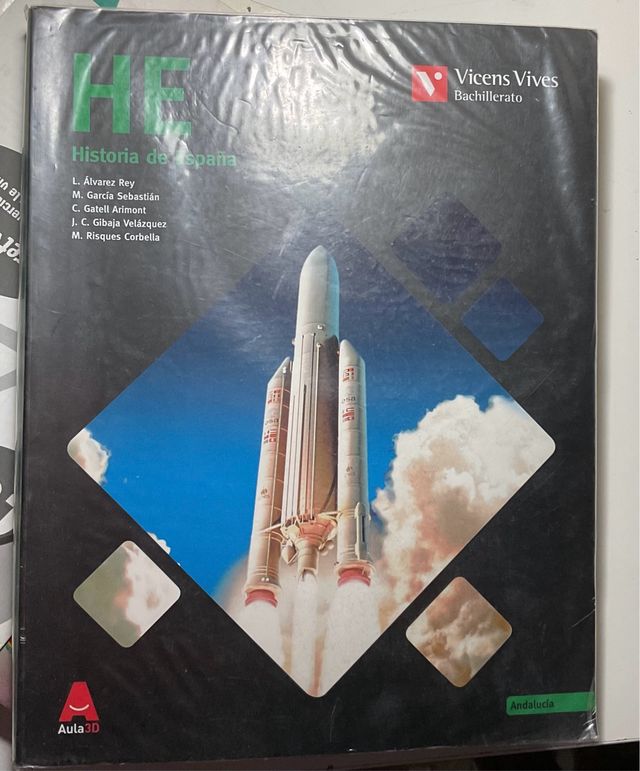 HE
Historia de España
L. Álvarez Rey
M. García Sebastián
C. Gatell Arimont
J. C. Gibaja Velázquez
M. Risques Corbella
Vicens Vives
Bachillerato
esa
Aula3D
Andalucía